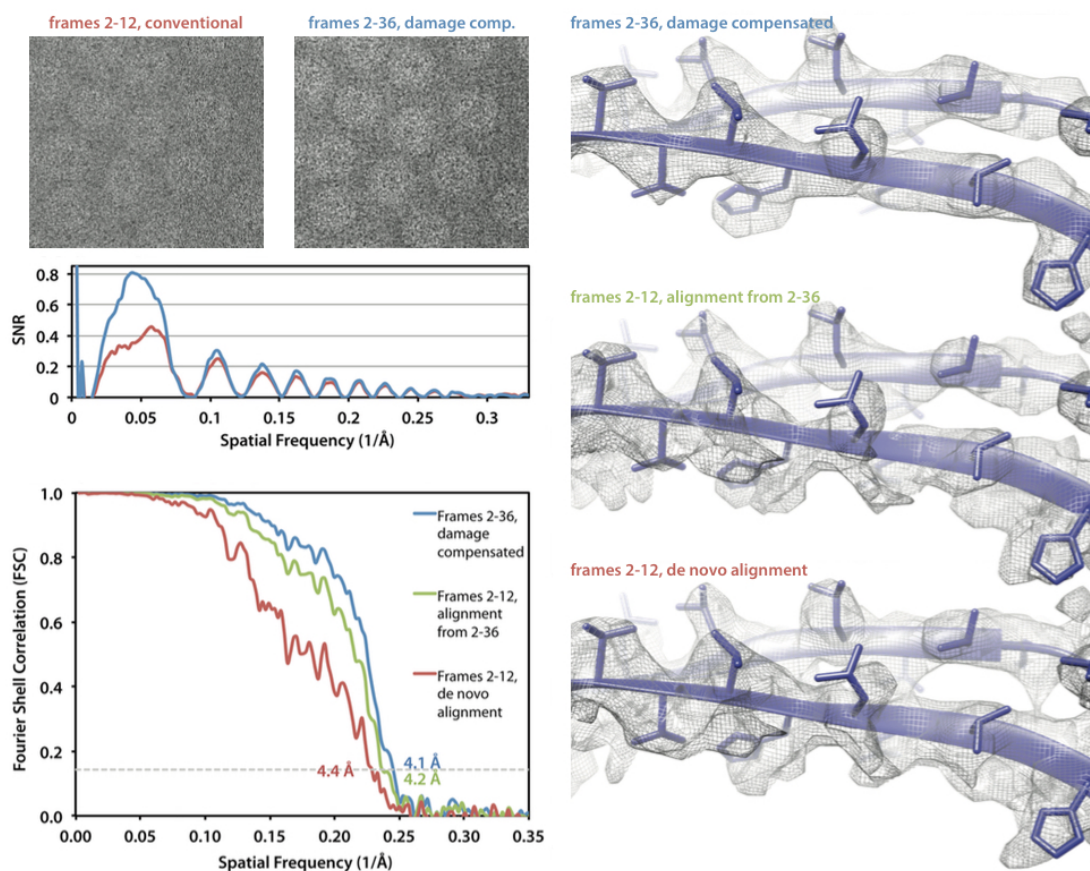 frames 2-12, conventional
frames 2-36, damage comp.
frames 2-36, damage compensated
0.8
0.6
0.4
0.2
0
SNR
0
0.05
0.1
0.15
0.2
0.25
0.3
Spatial Frequency (1/Å)
1.0
0.8
0.6
0.4
0.2
0.0
Fourier Shell Correlation (FSC)
Frames 2-36,
damage
compensated
Frames 2-12,
alignment
from 2-36
Frames 2-12,
de novo
alignment
4.4 Å
4.1 Å
4.2 Å
0.00
0.05
0.10
0.15
0.20
0.25
0.30
0.35
Spatial Frequency (1/Å)
frames 2-12, alignment from 2-36
frames 2-12, de novo alignment